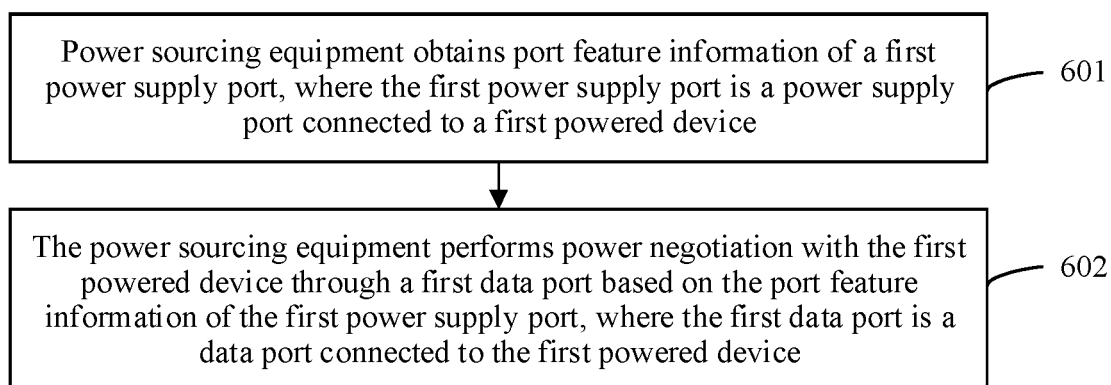 Power sourcing equipment obtains port feature information of a first
power supply port, where the first power supply port is a power supply
port connected to a first powered device
601
The power sourcing equipment performs power negotiation with the first
powered device through a first data port based on the port feature
information of the first power supply port, where the first data port is a
data port connected to the first powered device
602